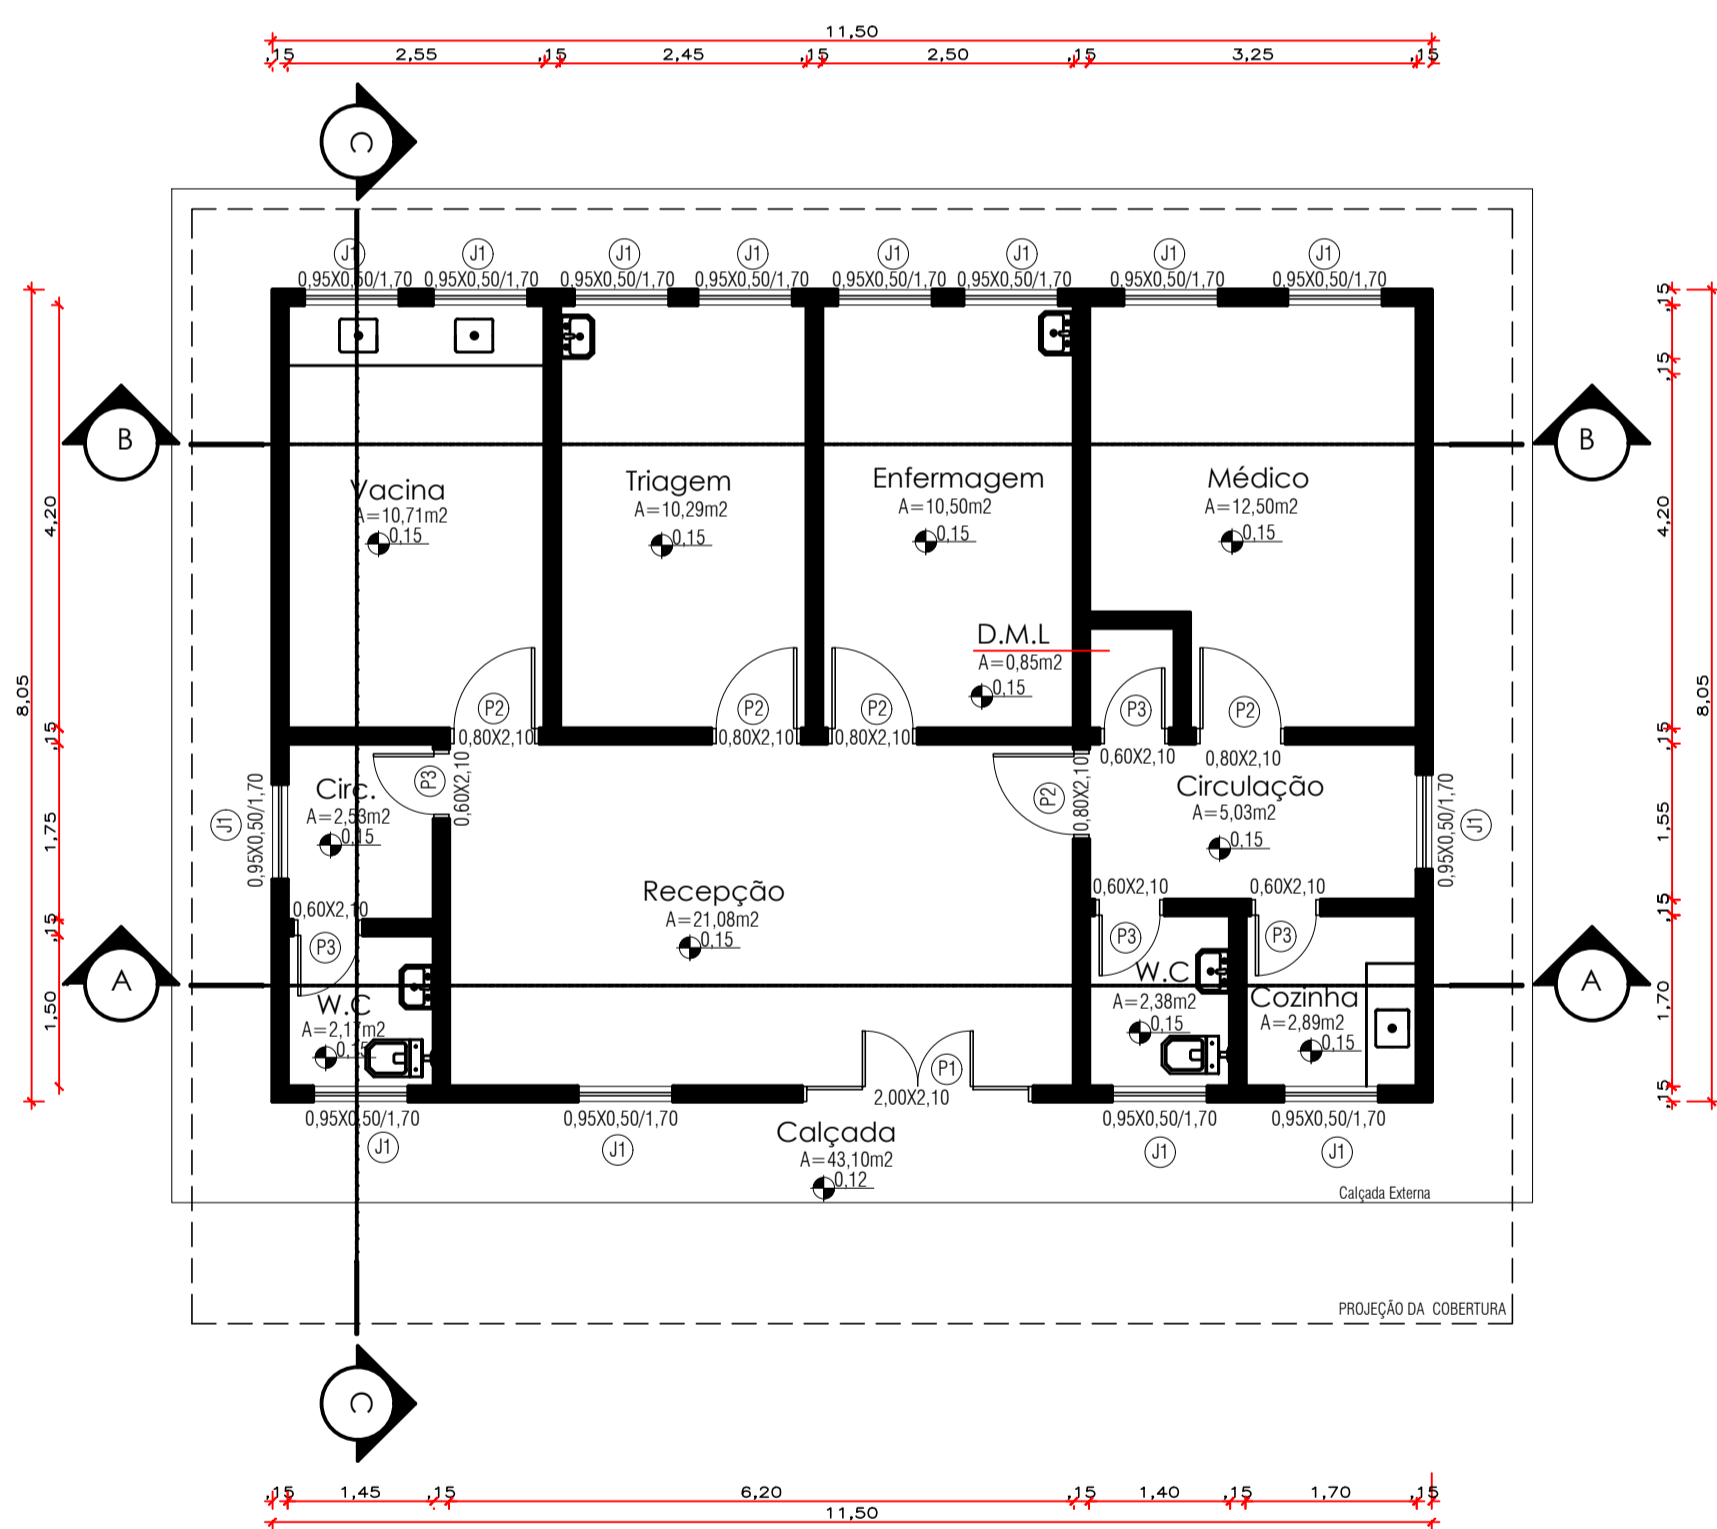 11,50
,15 2,55 ,15 2,45 ,15 2,50 ,15 3,25 ,15
C
J1 J1 J1 J1 J1 J1 J1 J1
0,95X0,50/1,70 0,95X0,50/1,70 0,95X0,50/1,70 0,95X0,50/1,70 0,95X0,50/1,70 0,95X0,50/1,70 0,95X0,50/1,70 0,95X0,50/1,70
,15
,15
B
B
Vacina
A=10,71m2
0,15
Triagem
A=10,29m2
0,15
Enfermagem
A=10,50m2
0,15
Médico
A=12,50m2
0,15
4,20
4,20
D.M.L
A=0,85m2
0,15
8,05
8,05
P2
0,80X2,10
P2
0,80X2,10
P2
0,80X2,10
P3
0,60X2,10
P2
0,80X2,10
,15
,15
P3
0,60X2,10
P2
0,80X2,10
Circ.
A=2,53m2
0,15
Circulação
A=5,03m2
0,15
J1
0,95X0,50/1,70
0,95X0,50/1,70
J1
1,75
1,55
Recepção
A=21,08m2
0,15
0,60X2,10
P3
0,60X2,10
P3
0,60X2,10
P3
,15
,15
A
A
W.C
A=2,17m2
0,15
W.C
A=2,38m2
0,15
Cozinha
A=2,89m2
0,15
1,50
1,70
P1
2,00X2,10
,15
0,95X0,50/1,70
J1
0,95X0,50/1,70
J1
0,95X0,50/1,70
J1
0,95X0,50/1,70
J1
Calçada
A=43,10m2
0,12
Calçada Externa
PROJEÇÃO DA COBERTURA
C
,15 1,45 ,15 6,20 ,15 1,40 ,15 1,70 ,15
11,50